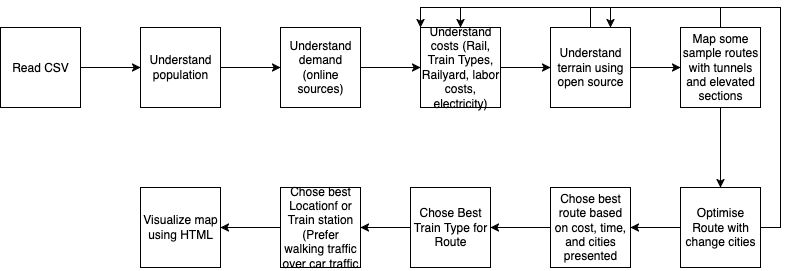 Read CSV
Understand
population
Understand
demand
(online
sources)
Understand
costs (Rail,
Train Types,
Railyard, labor
costs,
electricity)
Understand
terrain using
open source
Map some
sample routes
with tunnels
and elevated
sections
Visualize map
using HTML
Chose best
Locationf or
Train station
(Prefer
walking traffic
over car traffic
Chose Best
Train Type for
Route
Chose best
route based
on cost, time,
and cities
presented
Optimise
Route with
change cities